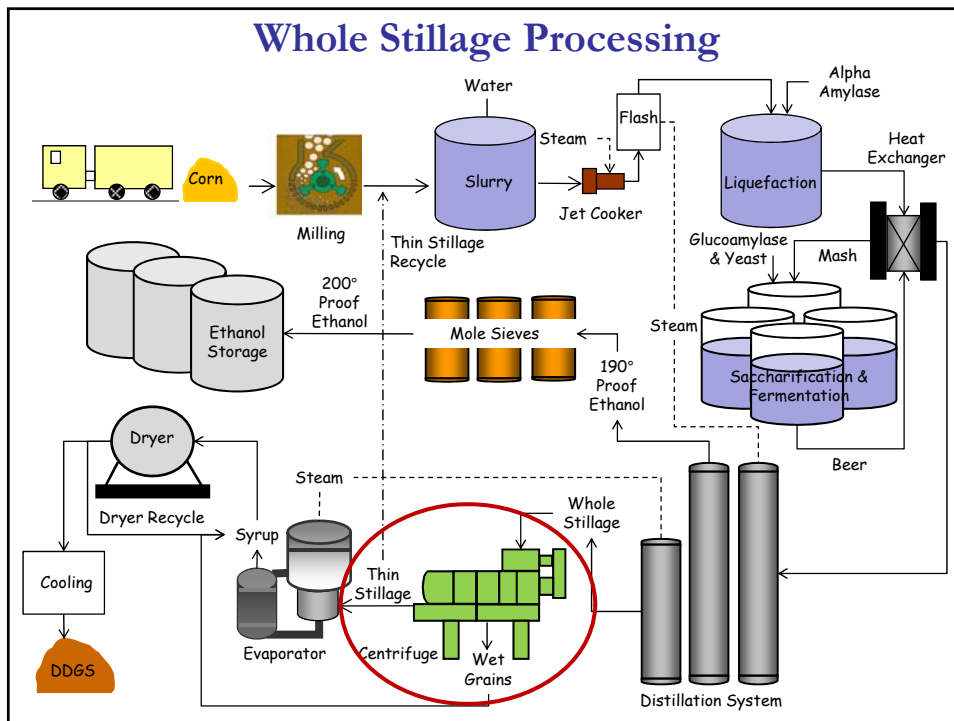 Whole Stillage Processing
Water
Alpha
Amylase
Flash
Steam
Heat
Exchanger
Corn
Slurry
Liquefaction
Jet Cooker
Milling
Thin Stillage
Recycle
Glucoamylase
& Yeast
Mash
200°
Proof
Ethanol
Ethanol
Storage
Mole Sieves
Steam
190°
Proof
Ethanol
Saccharification &
Fermentation
Beer
Dryer
Dryer Recycle
Steam
Whole
Stillage
Syrup
Cooling
Thin
Stillage
Evaporator
Centrifuge
Wet
Grains
DDGS
Distillation System